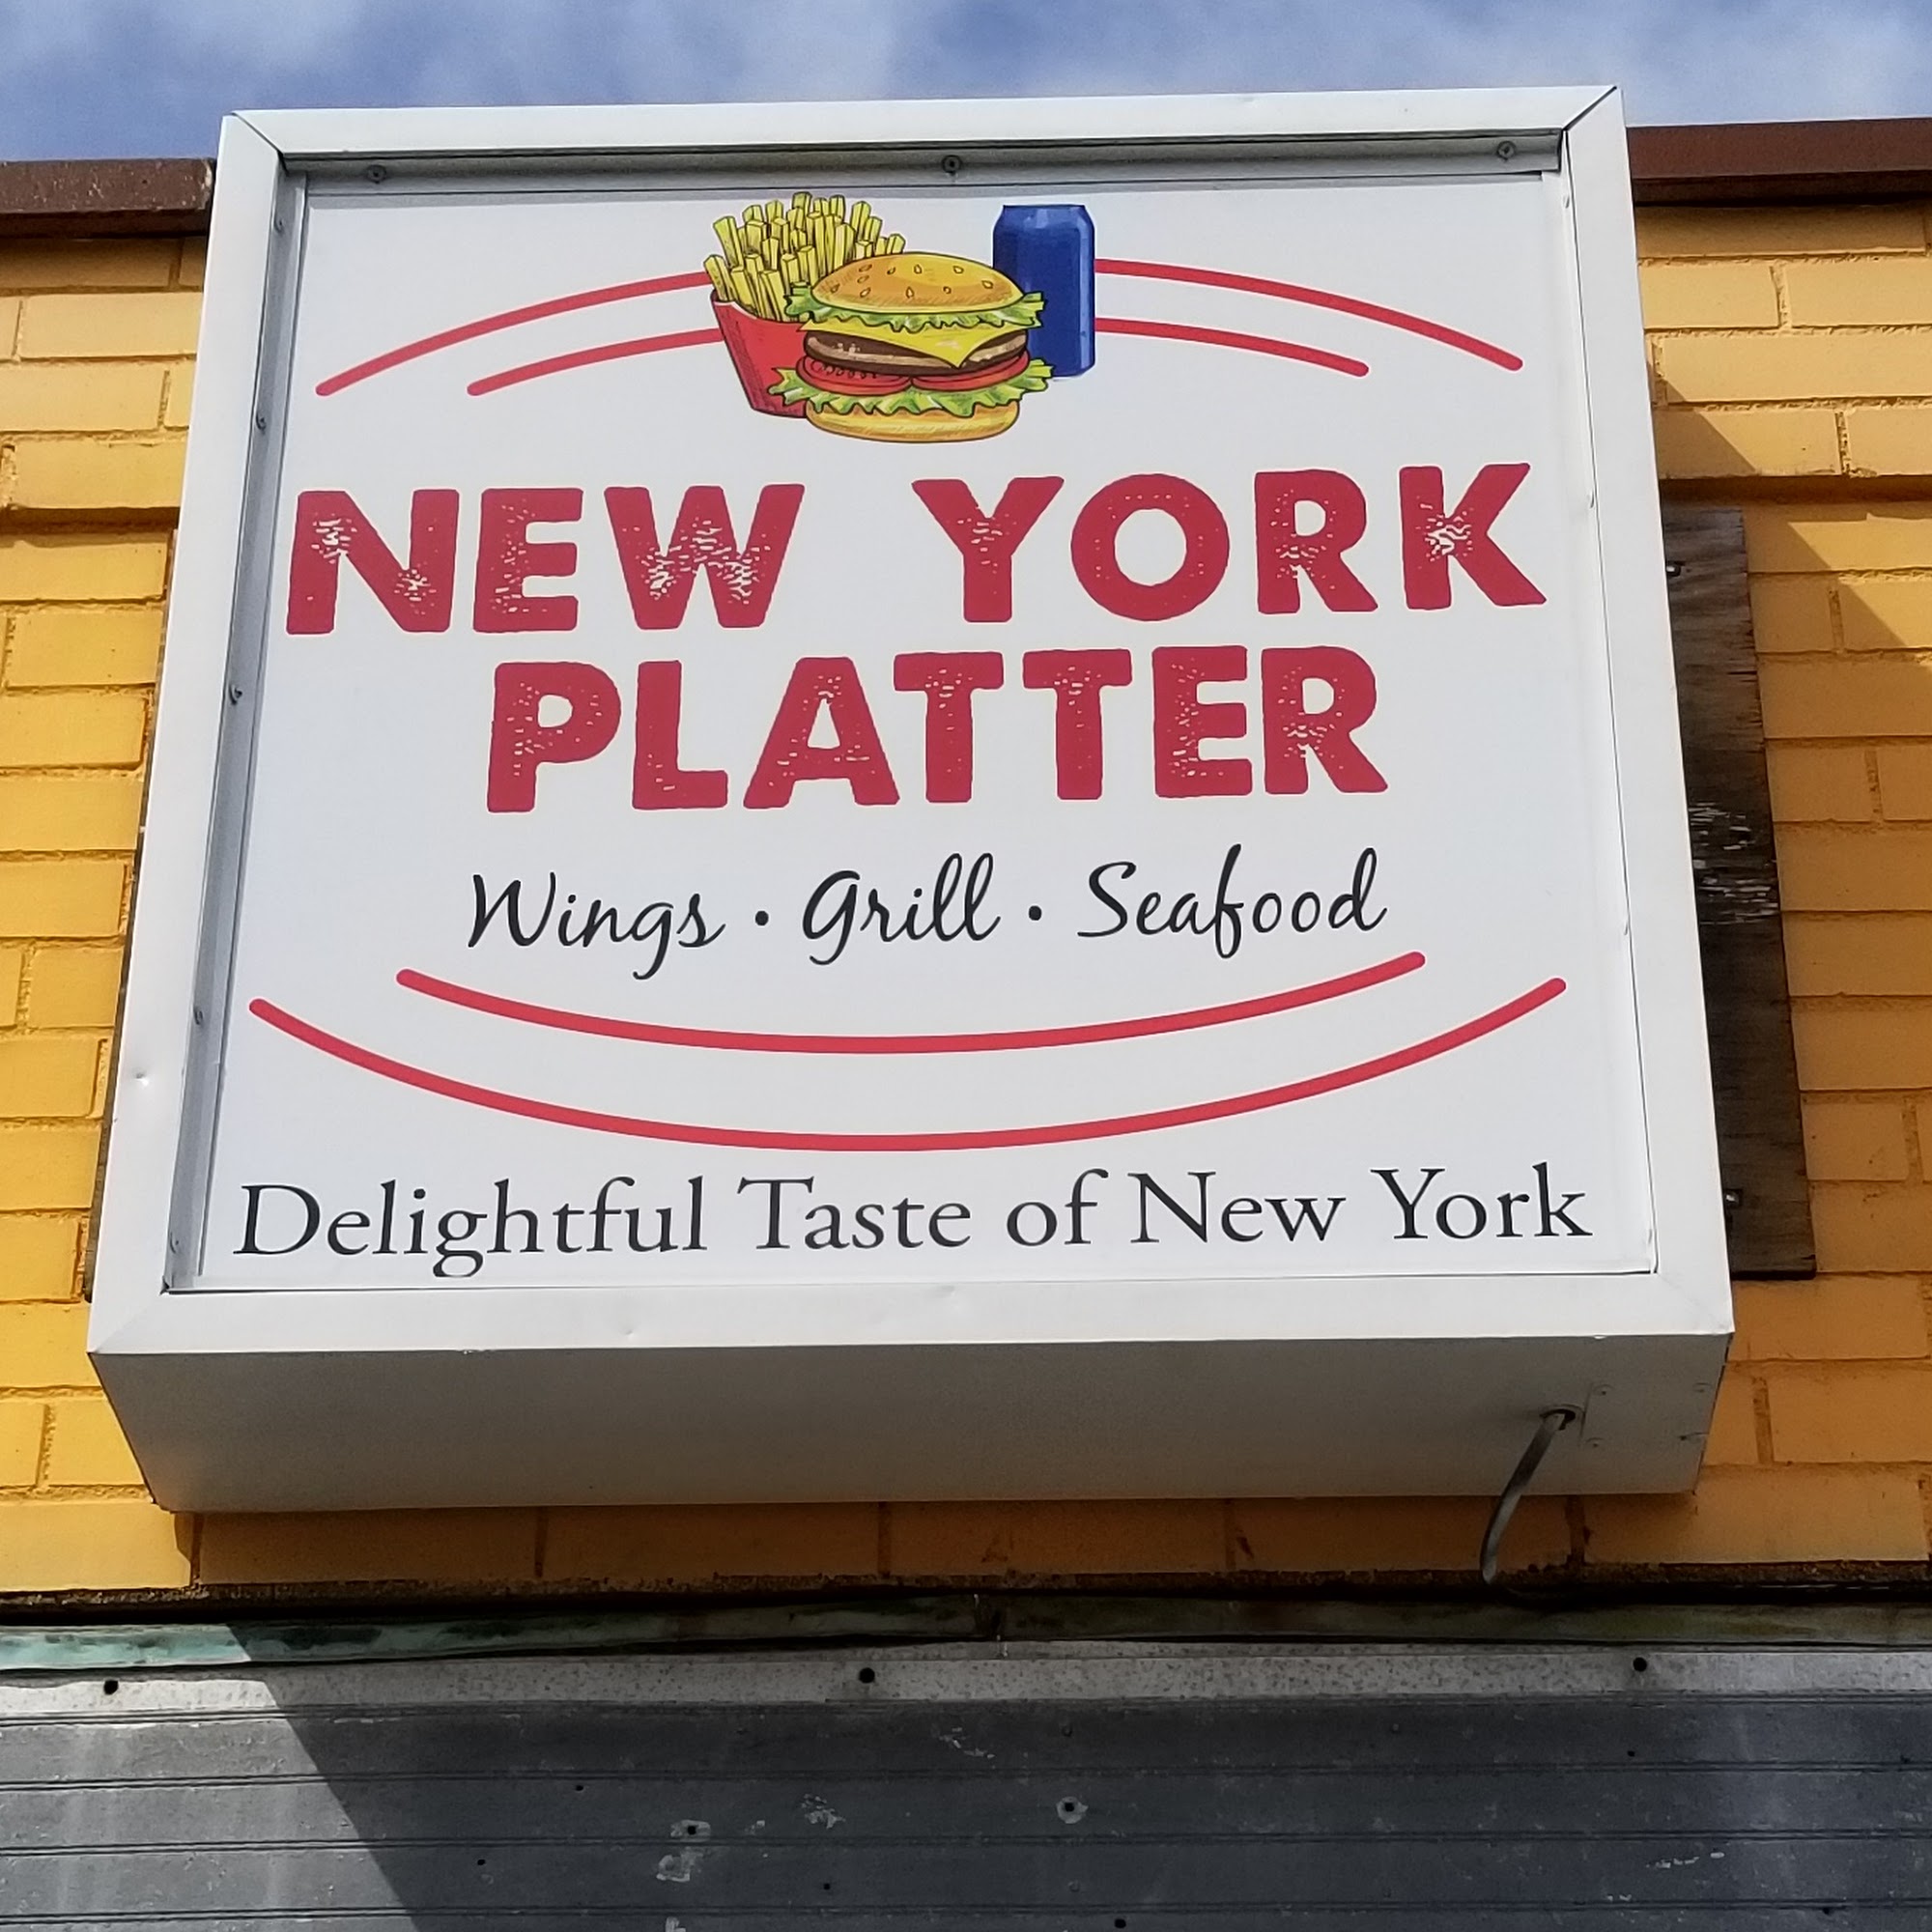 NEW YORK
PLATTER
Wings · Grill · Seafood
Delightful Taste of New York